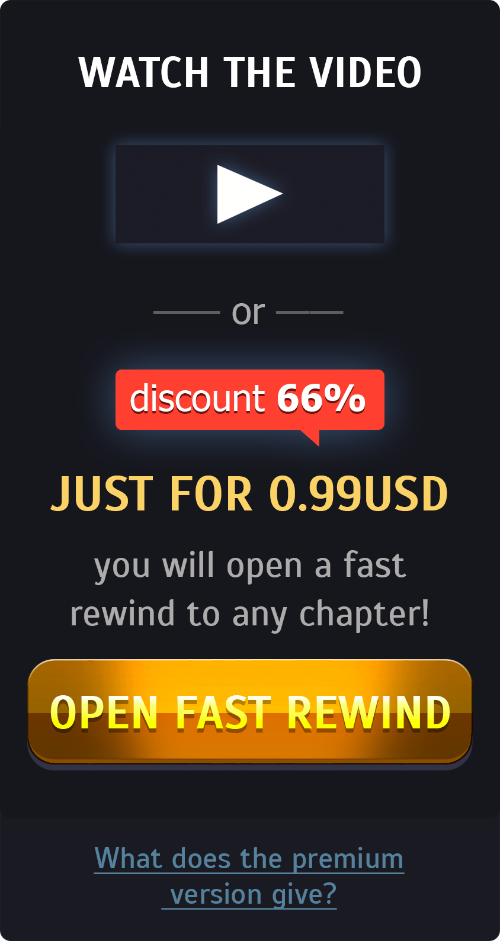 WATCH THE VIDEO
or
discount 66%
JUST FOR 0.99USD
you will open a fast
rewind to any chapter!
OPEN FAST REWIND
What does the premium
version give?